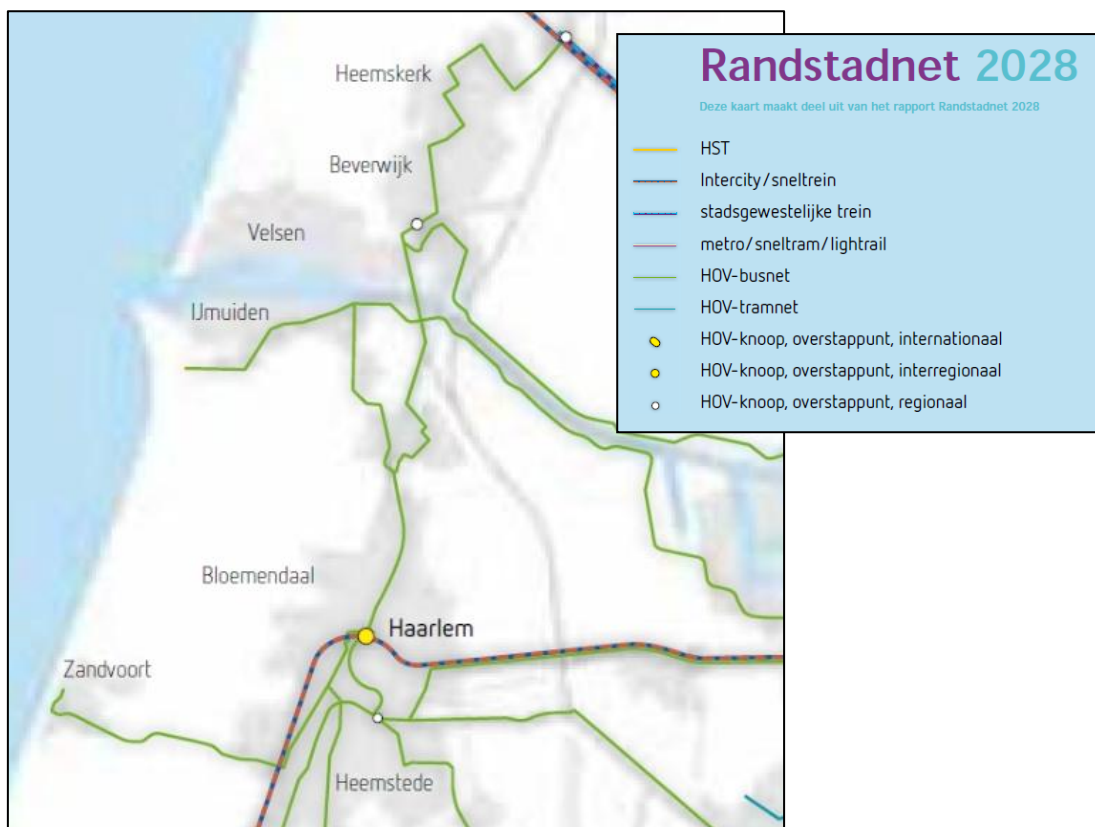 Heemskerk
Beverwijk
Velsen
IJmuiden
Bloemendaal
Haarlem
Zandvoort
Heemstede
Randstadnet 2028
Deze kaart maakt deel uit van het rapport Randstadnet 2028
HST
Intercity/sneltrein
stadsgewestelijke trein
metro/sneltram/lightrail
HOV-busnet
HOV-tramnet
HOV-knoop, overstappunt, internationaal
HOV-knoop, overstappunt, interregionaal
HOV-knoop, overstappunt, regionaal